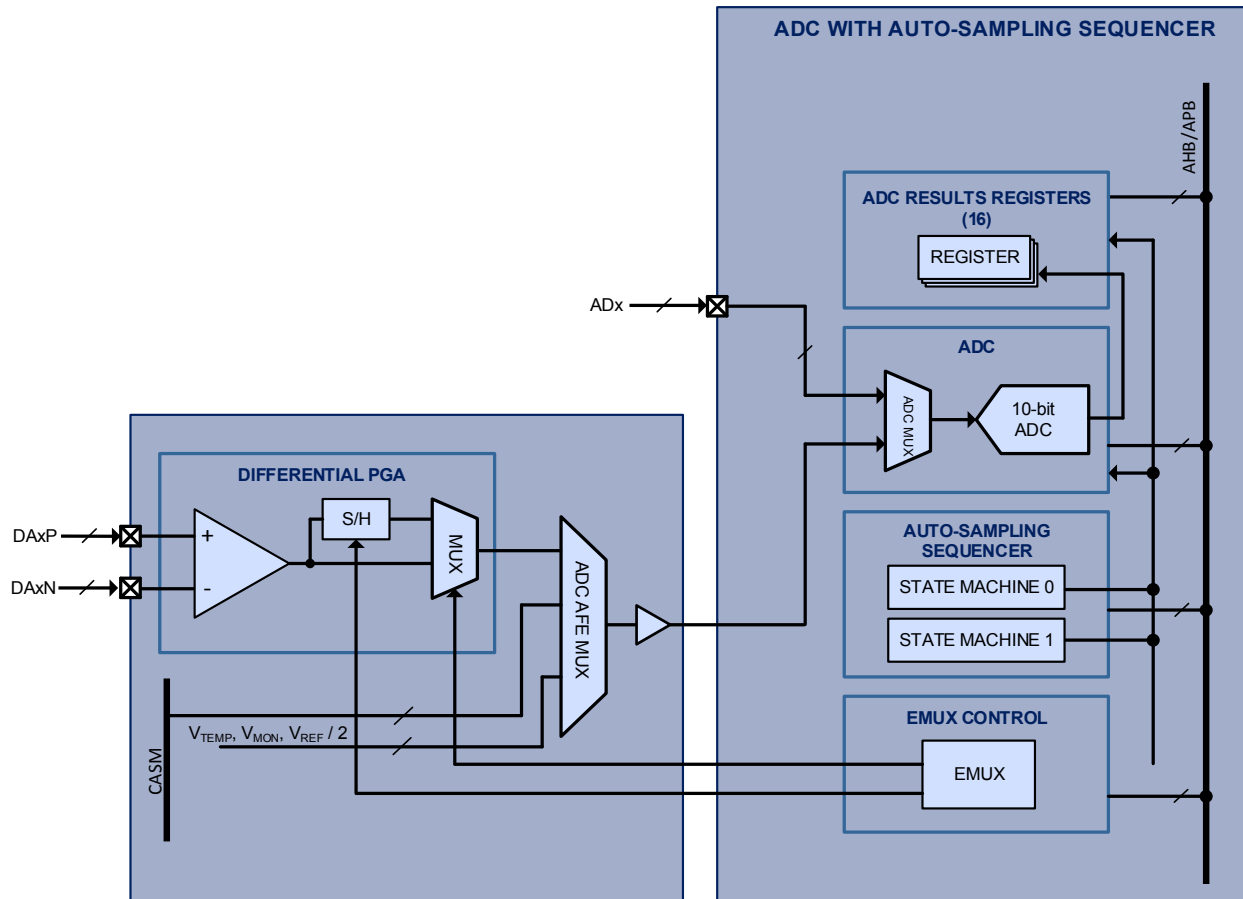 ADC WITH AUTO-SAMPLING SEQUENCER
AHB/APB
ADC RESULTS REGISTERS
(16)
REGISTER
ADx
ADC
ADC MUX
10-bit
ADC
DIFFERENTIAL PGA
S/H
DAxP
+
MUX
DAxN
-
ADC AFE MUX
AUTO-SAMPLING
SEQUENCER
STATE MACHINE 0
STATE MACHINE 1
CASM
VTEMP, VMON, VREF / 2
EMUX CONTROL
EMUX